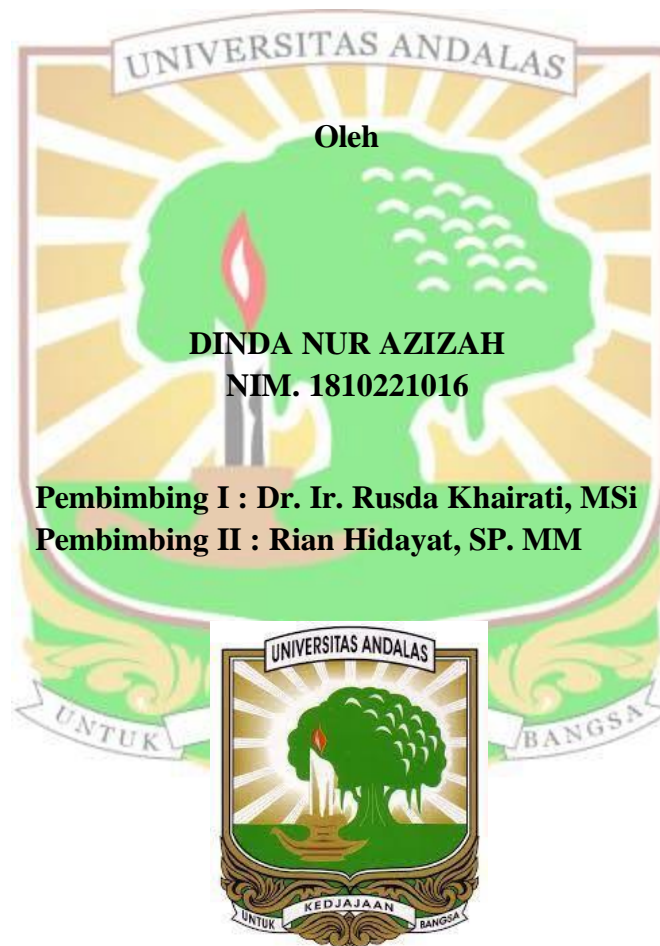 UNIVERSITAS ANDALAS
Oleh
DINDA NUR AZIZAH
NIM. 1810221016
Pembimbing I : Dr. Ir. Rusda Khairati, MSi
Pembimbing II : Rian Hidayat, SP. MM
UNIVERSITAS ANDALAS
UNTUK BANGSA
KEDJAJAAN
UNTUK BANGSA